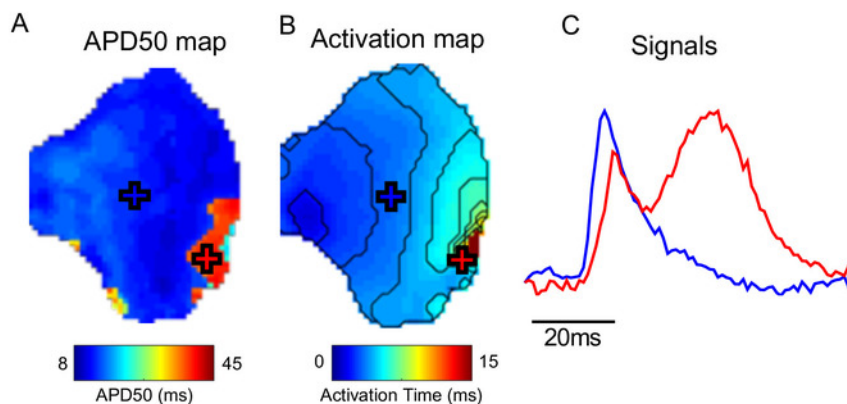 A
APD50 map
B
Activation map
C
Signals
8
45
APD50 (ms)
0
15
Activation Time (ms)
20ms